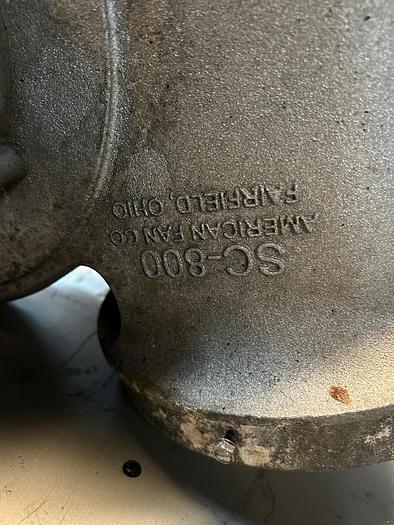 SC-800
AMERICAN FAN CO.
FAIRFIELD, OHIO